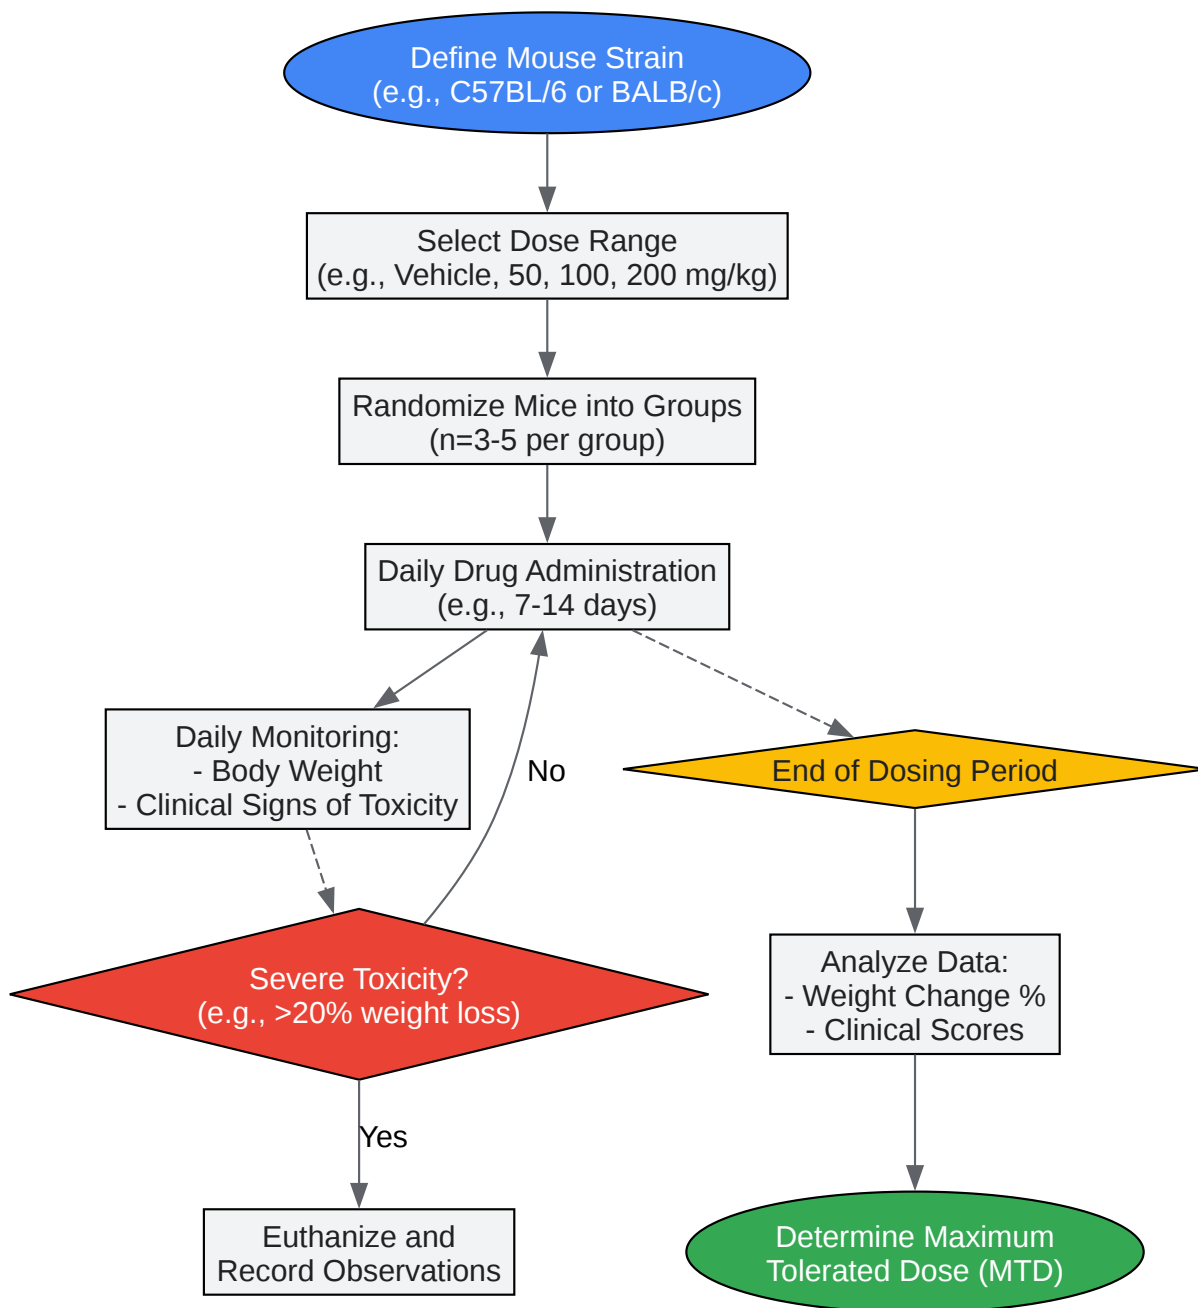 Define Mouse Strain
(e.g., C57BL/6 or BALB/c)
Select Dose Range
(e.g., Vehicle, 50, 100, 200 mg/kg)
Randomize Mice into Groups
(n=3-5 per group)
Daily Drug Administration
(e.g., 7-14 days)
Daily Monitoring:
- Body Weight
- Clinical Signs of Toxicity
No
End of Dosing Period
Severe Toxicity?
(e.g., >20% weight loss)
Analyze Data:
- Weight Change %
- Clinical Scores
Yes
Euthanize and
Record Observations
Determine Maximum
Tolerated Dose (MTD)